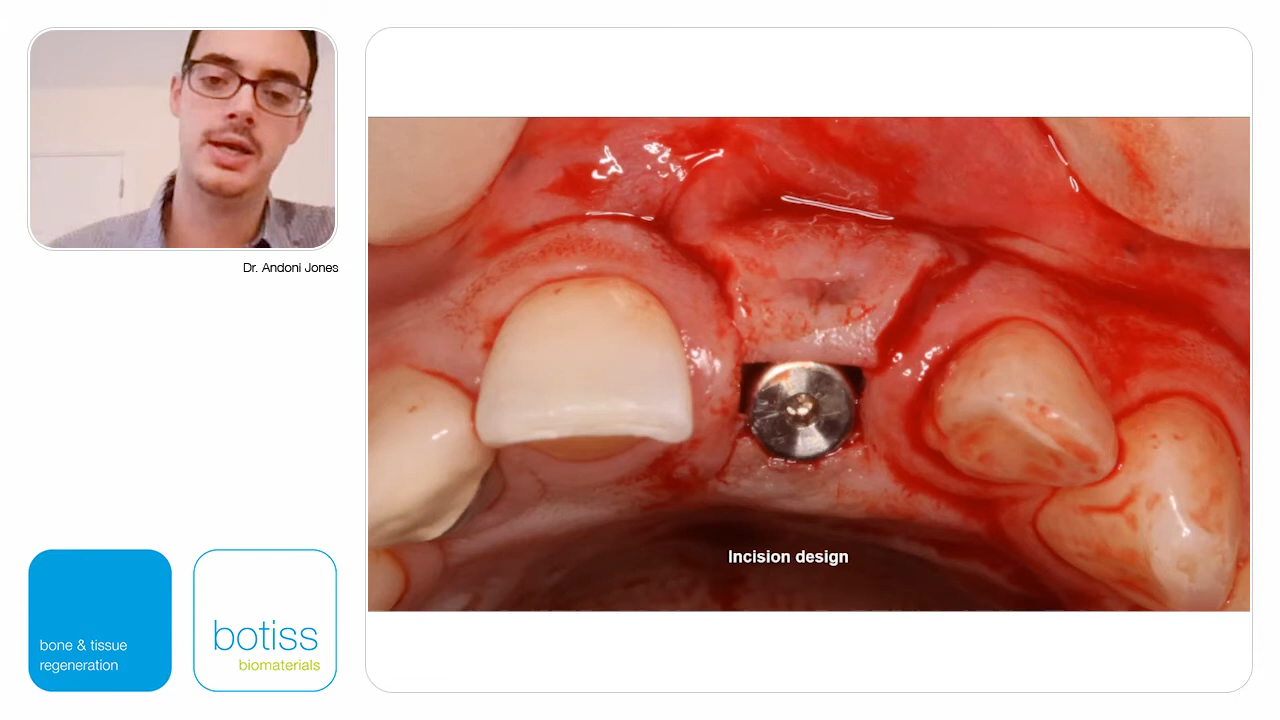 Dr. Andoni Jones
Incision design
bone & tissue
regeneration
botiss
biomaterials